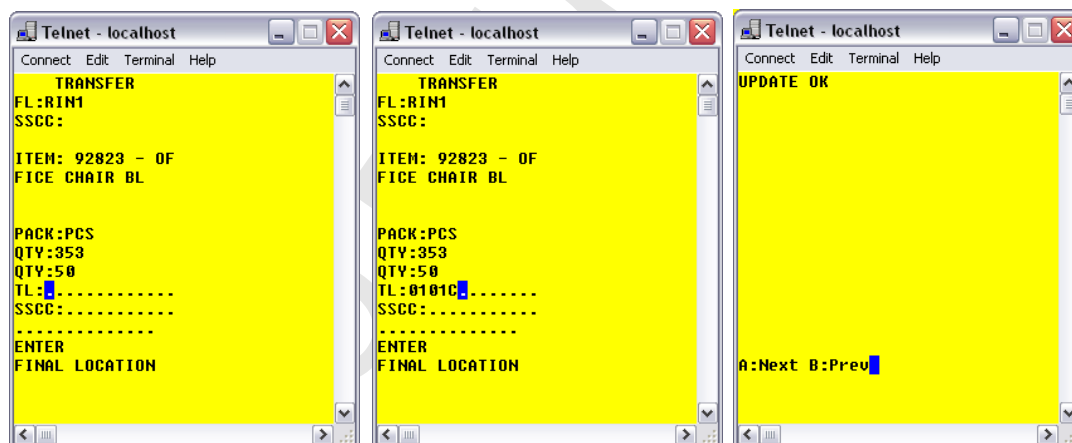 Telnet - localhost
Connect Edit Terminal Help
TRANSFER
FL:RIN1
SSCC:
ITEM: 92823 - OF
FICE CHAIR BL
PACK:PCS
QTY:353
QTY:50
TL:.............
SSCC:...........
..............
ENTER
FINAL LOCATION
Telnet - localhost
Connect Edit Terminal Help
TRANSFER
FL:RIN1
SSCC:
ITEM: 92823 - OF
FICE CHAIR BL
PACK:PCS
QTY:353
QTY:50
TL:0101C........
SSCC:...........
..............
ENTER
FINAL LOCATION
Telnet - localhost
Connect Edit Terminal Help
UPDATE OK
A:Next B:Prev